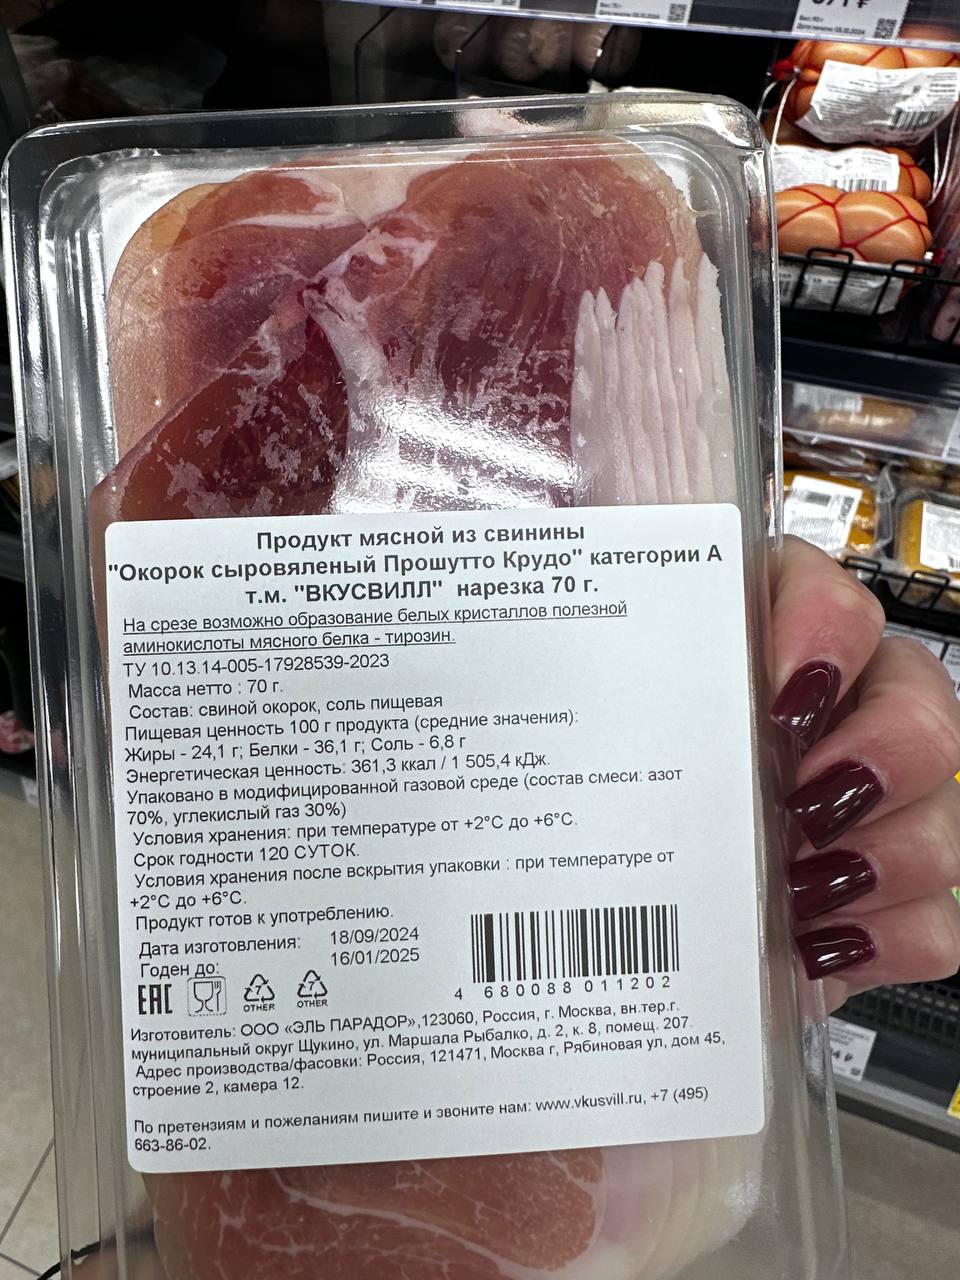 Продукт мясной из свинины
"Окорок сыровяленый Прошутто Крудо" категории А
т.м. "ВКУСВИЛЛ" нарезка 70 г.
На срезе возможно образование белых кристаллов полезной
аминокислоты мясного белка - тирозин.
ТУ 10.13.14-005-17928539-2023
Масса нетто : 70 г.
Состав: свиной окорок, соль пищевая
Пищевая ценность 100 г продукта (средние значения):
Жиры - 24,1 г; Белки - 36,1 г; Соль - 6,8 г
Энергетическая ценность: 361,3 ккал / 1 505,4 кДж.
Упаковано в модифицированной газовой среде (состав смеси: азот
70%, углекислый газ 30%)
Условия хранения: при температуре от +2°С до +6°С.
Срок годности 120 СУТОК.
Условия хранения после вскрытия упаковки : при температуре от
+2°С до +6°С.
Продукт готов к употреблению.
Дата изготовления: 18/09/2024
Годен до: 16/01/2025
EAC
7 7
OTHER OTHER
4 680088 011202
Изготовитель: ООО «ЭЛЬ ПАРАДОР»,123060, Россия, г. Москва, вн.тер.г.
муниципальный округ Щукино, ул. Маршала Рыбалко, д. 2, к. 8, помещ. 207.
Адрес производства/фасовки: Россия, 121471, Москва г, Рябиновая ул, дом 45,
строение 2, камера 12.
По претензиям и пожеланиям пишите и звоните нам: www.vkusvill.ru, +7 (495)
663-86-02.